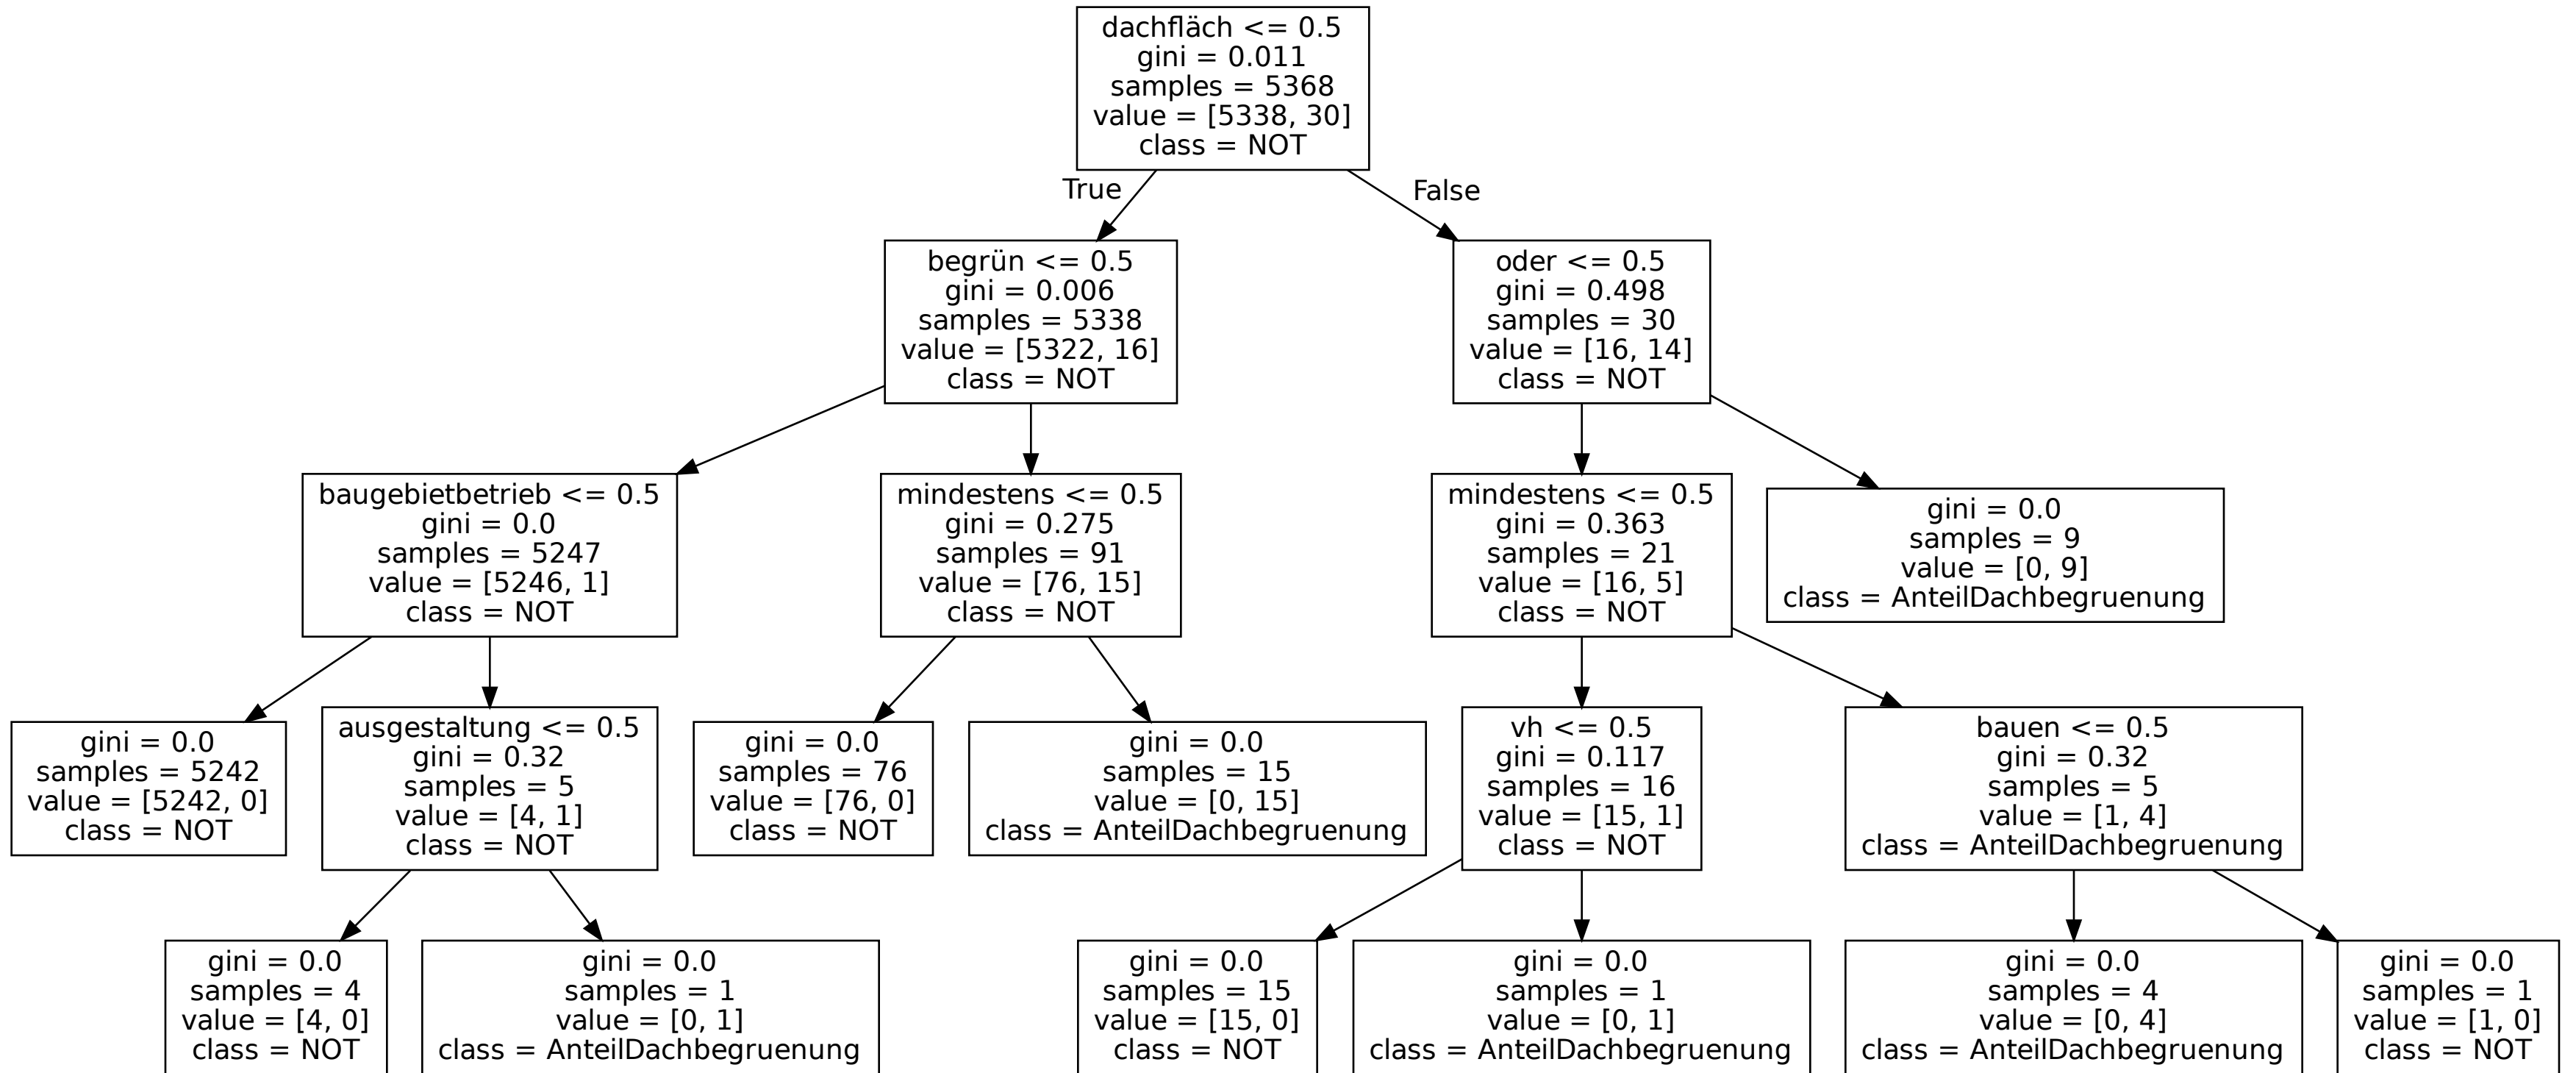 dachfläch <= 0.5
gini = 0.011
samples = 5368
value = [5338, 30]
class = NOT
True
False
begrün <= 0.5
gini = 0.006
samples = 5338
value = [5322, 16]
class = NOT
oder <= 0.5
gini = 0.498
samples = 30
value = [16, 14]
class = NOT
baugebietbetrieb <= 0.5
gini = 0.0
samples = 5247
value = [5246, 1]
class = NOT
mindestens <= 0.5
gini = 0.275
samples = 91
value = [76, 15]
class = NOT
mindestens <= 0.5
gini = 0.363
samples = 21
value = [16, 5]
class = NOT
gini = 0.0
samples = 9
value = [0, 9]
class = AnteilDachbegruenung
gini = 0.0
samples = 5242
value = [5242, 0]
class = NOT
ausgestaltung <= 0.5
gini = 0.32
samples = 5
value = [4, 1]
class = NOT
gini = 0.0
samples = 76
value = [76, 0]
class = NOT
gini = 0.0
samples = 15
value = [0, 15]
class = AnteilDachbegruenung
vh <= 0.5
gini = 0.117
samples = 16
value = [15, 1]
class = NOT
bauen <= 0.5
gini = 0.32
samples = 5
value = [1, 4]
class = AnteilDachbegruenung
gini = 0.0
samples = 4
value = [4, 0]
class = NOT
gini = 0.0
samples = 1
value = [0, 1]
class = AnteilDachbegruenung
gini = 0.0
samples = 15
value = [15, 0]
class = NOT
gini = 0.0
samples = 1
value = [0, 1]
class = AnteilDachbegruenung
gini = 0.0
samples = 4
value = [0, 4]
class = AnteilDachbegruenung
gini = 0.0
samples = 1
value = [1, 0]
class = NOT